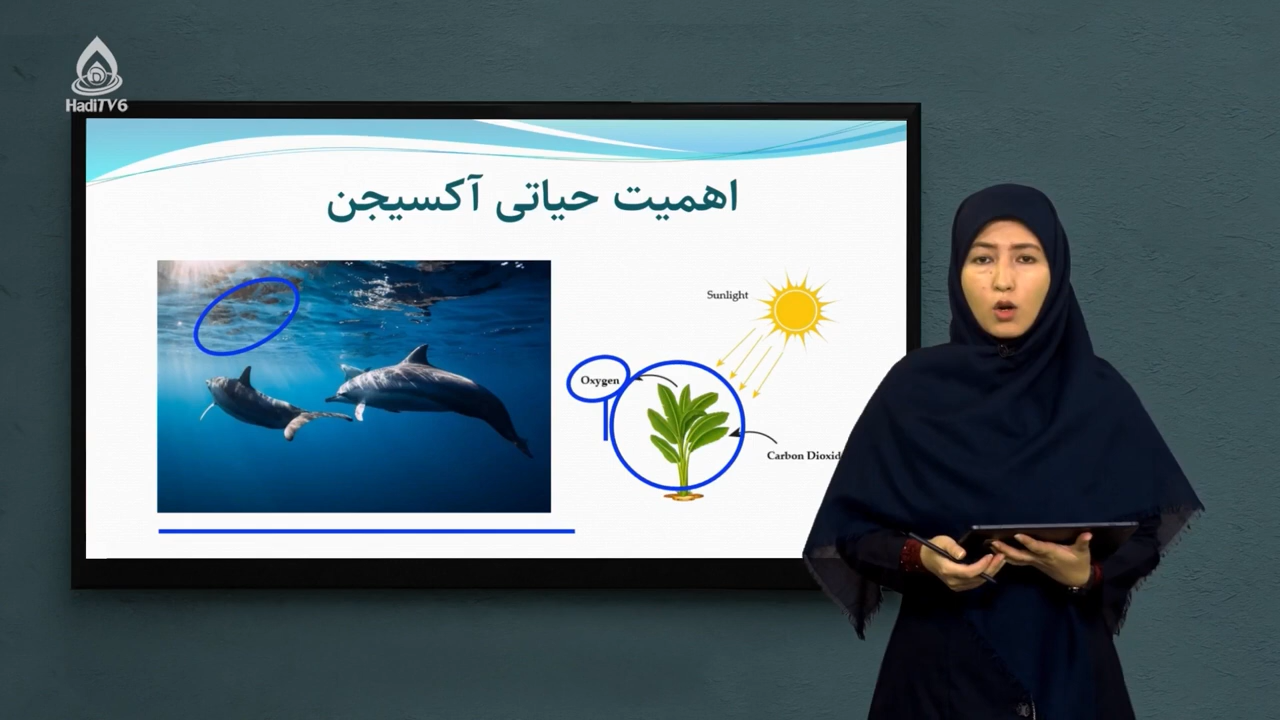 HadiTV6
اهمیت حیاتی آکسیجن
Sunlight
Oxygen
Carbon Dioxid